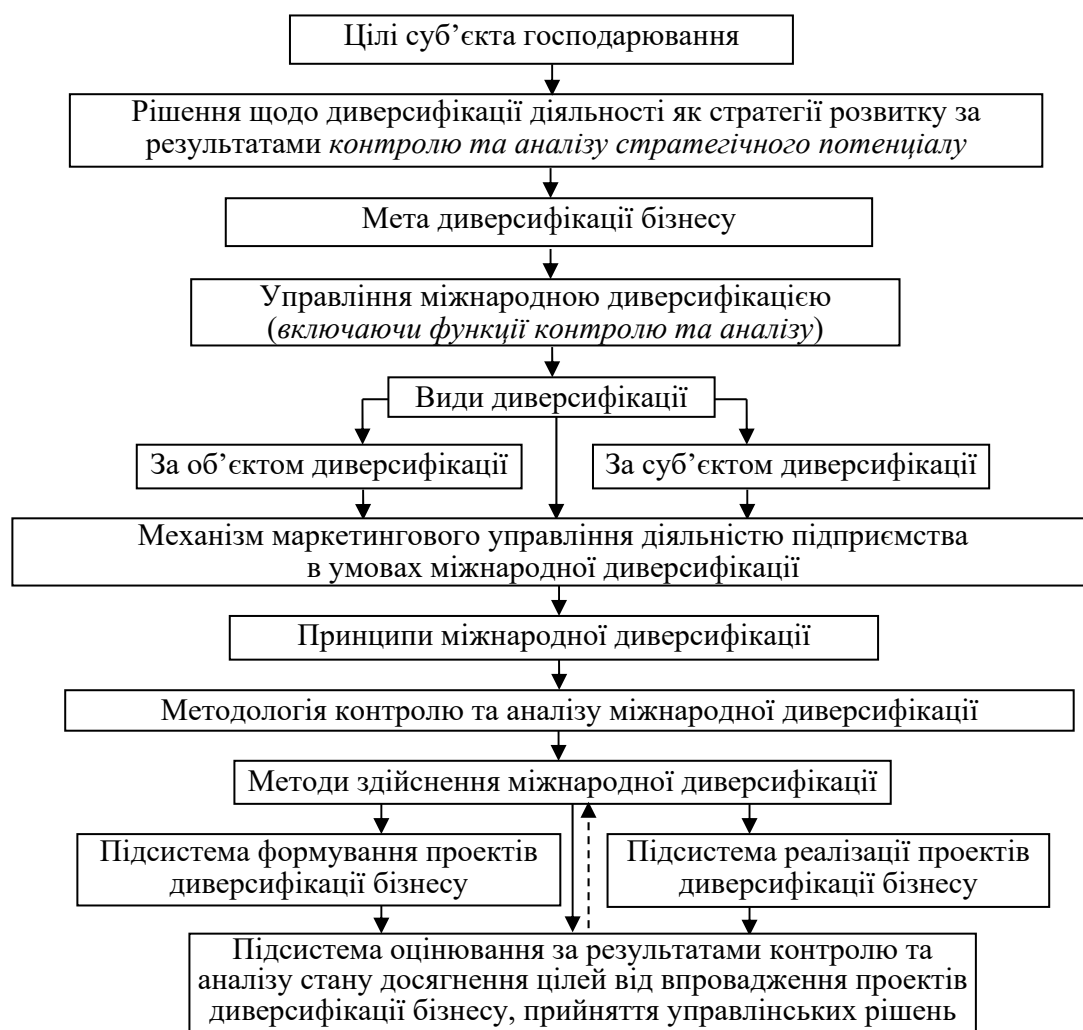 Цілі суб’єкта господарювання
Рішення щодо диверсифікації діяльності як стратегії розвитку за
результатами контролю та аналізу стратегічного потенціалу
Мета диверсифікації бізнесу
Управління міжнародною диверсифікацією
(включаючи функції контролю та аналізу)
Види диверсифікації
За об’єктом диверсифікації
За суб’єктом диверсифікації
Механізм маркетингового управління діяльністю підприємства
в умовах міжнародної диверсифікації
Принципи міжнародної диверсифікації
Методологія контролю та аналізу міжнародної диверсифікації
Методи здійснення міжнародної диверсифікації
Підсистема формування проектів
диверсифікації бізнесу
Підсистема реалізації проектів
диверсифікації бізнесу
Підсистема оцінювання за результатами контролю та
аналізу стану досягнення цілей від впровадження проектів
диверсифікації бізнесу, прийняття управлінських рішень